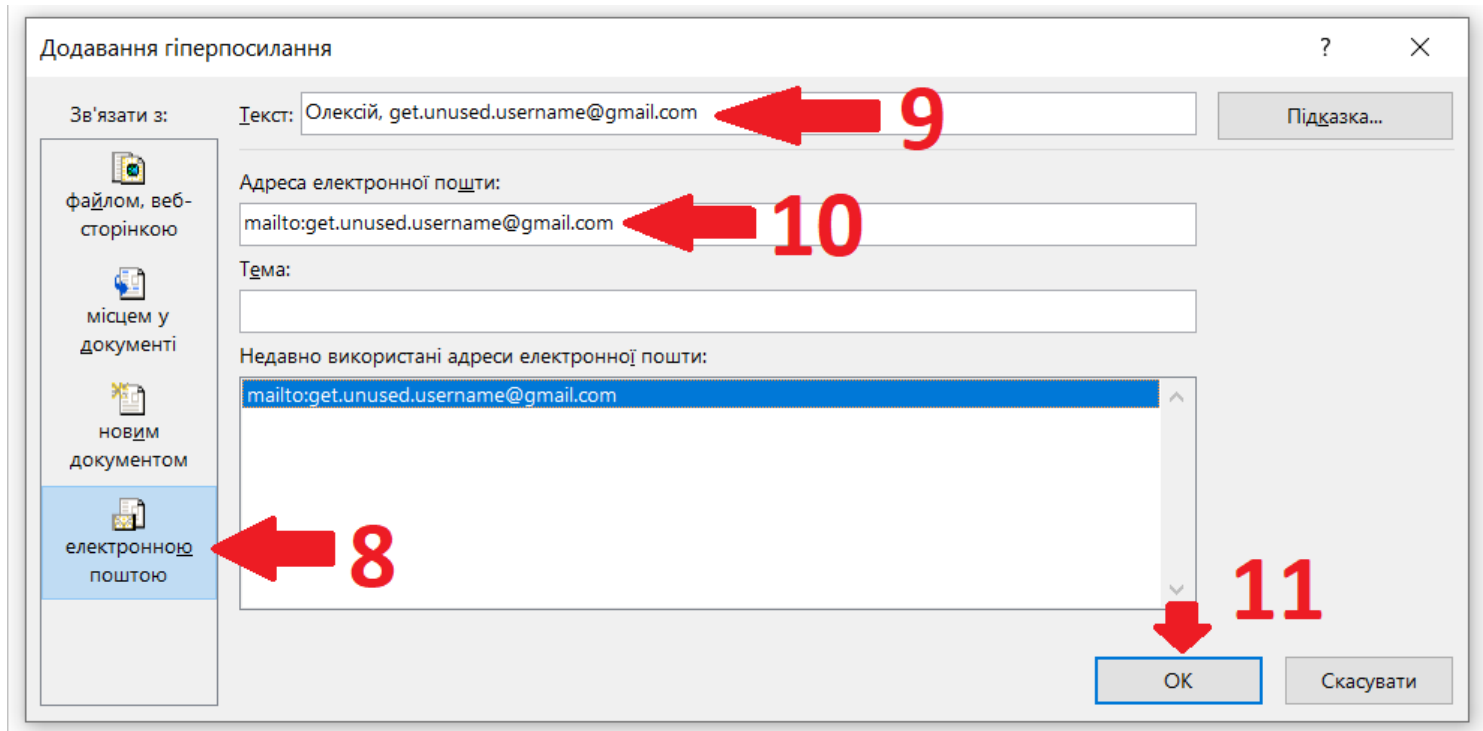 Додавання гіперпосилання
?
Зв'язати з:
Текст: Олексій, get.unused.username@gmail.com
9
Підказка...
файлом, веб-
сторінкою
Адреса електронної пошти:
mailto:get.unused.username@gmail.com
10
Тема:
місцем у
документі
Недавно використані адреси електронної пошти:
mailto:get.unused.username@gmail.com
новим
документом
електронною
поштою
8
11
ОК
Скасувати